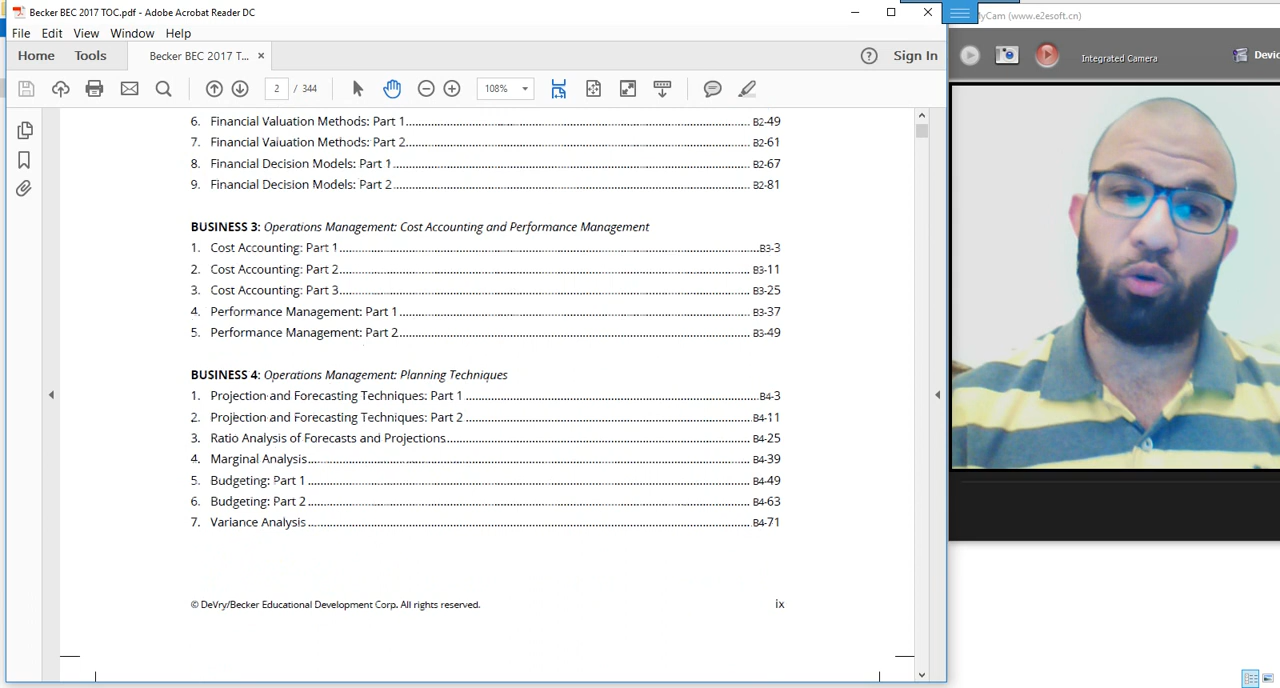 Becker BEC 2017 TOC.pdf - Adobe Acrobat Reader DC
File Edit View Window Help
Home Tools Becker BEC 2017 T... × ? Sign In
2 / 344 108%
6. Financial Valuation Methods: Part 1 B2-49
7. Financial Vaiuation Methods: Part 2 B2-61
8. Financial Decision Models: Part 1 B2-67
9. Financial Decision Models: Part 2 B2-81
BUSINESS 3: Operations Management: Cost Accounting and Performance Management
1. Cost Accounting: Part 1 B3-3
2. Cost Accounting: Part 2 B3-11
3. Cost Accounting: Part 3 B3-25
4. Performance Management: Part 1 B3-37
5. Performance Management: Part 2 B3-49
BUSINESS 4: Operations Management: Planning Techniques
1. Projection and Forecasting Techniques: Part 1 B4-3
2. Projection and Forecasting Techniques: Part 2 B4-11
3. Ratio Analysis of Forecasts and Projections B4-25
4. Marginal Analysis B4-39
5. Budgeting: Part 1 B4-49
6. Budgeting: Part 2 B4-63
7. Variance Analysis B4-71
© DeVry/Becker Educational Development Corp. All rights reserved. ix
yCam (www.e2esoft.cn)
Integrated Camera Devic